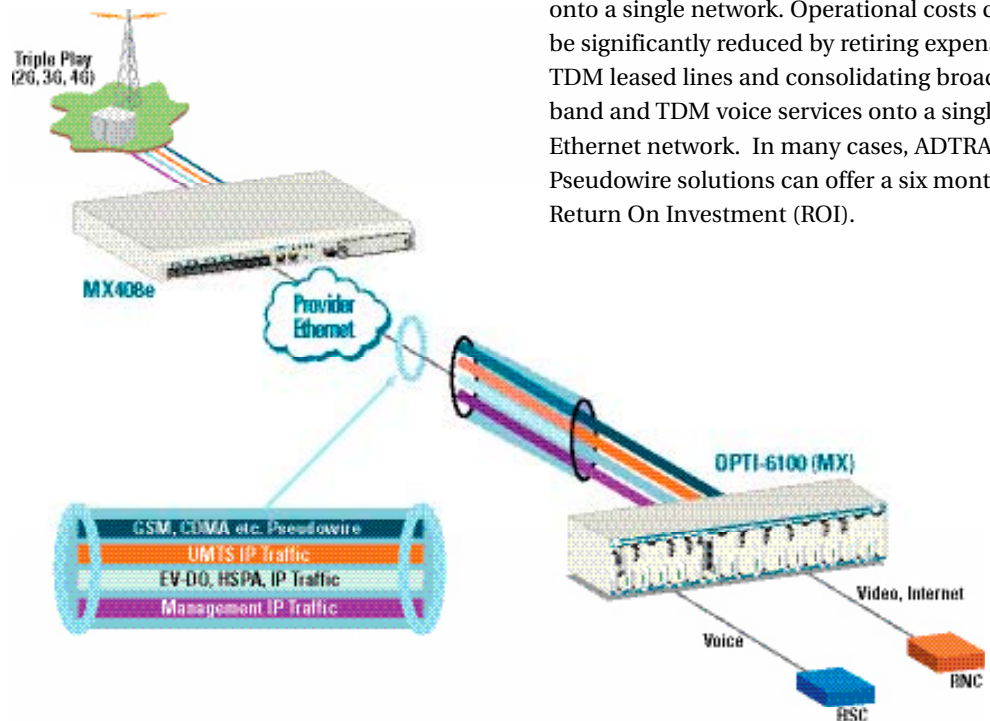 onto a single network. Operational costs c
be significantly reduced by retiring expens
TDM leased lines and consolidating broad
band and TDM voice services onto a singl
Ethernet network. In many cases, ADTRA
Pseudowire solutions can offer a six mont
Return On Investment (ROI).
Triple Play
(2G, 3G, 4G)
MX408e
Provider
Ethernet
OPTI-6100 (MX)
GSM, CDMA etc. Pseudowire
UMTS IP Traffic
EV-DO, HSPA, IP Traffic
Management IP Traffic
Video, Internet
Voice
RNC
BSC